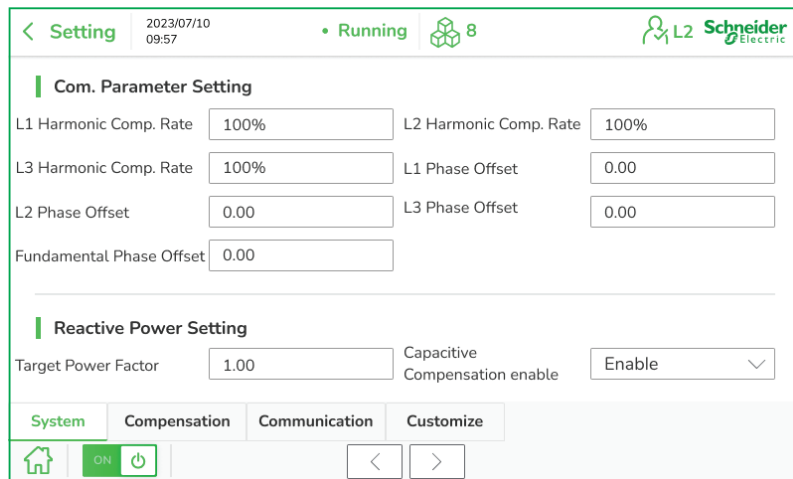 Setting
2023/07/10
09:57
• Running
8
L2
Schneider
Electric
Com. Parameter Setting
L1 Harmonic Comp. Rate 100% L2 Harmonic Comp. Rate 100%
L3 Harmonic Comp. Rate 100% L1 Phase Offset 0.00
L2 Phase Offset 0.00 L3 Phase Offset 0.00
Fundamental Phase Offset 0.00
Reactive Power Setting
Target Power Factor 1.00
Capacitive
Compensation enable
Enable
System Compensation Communication Customize
ON